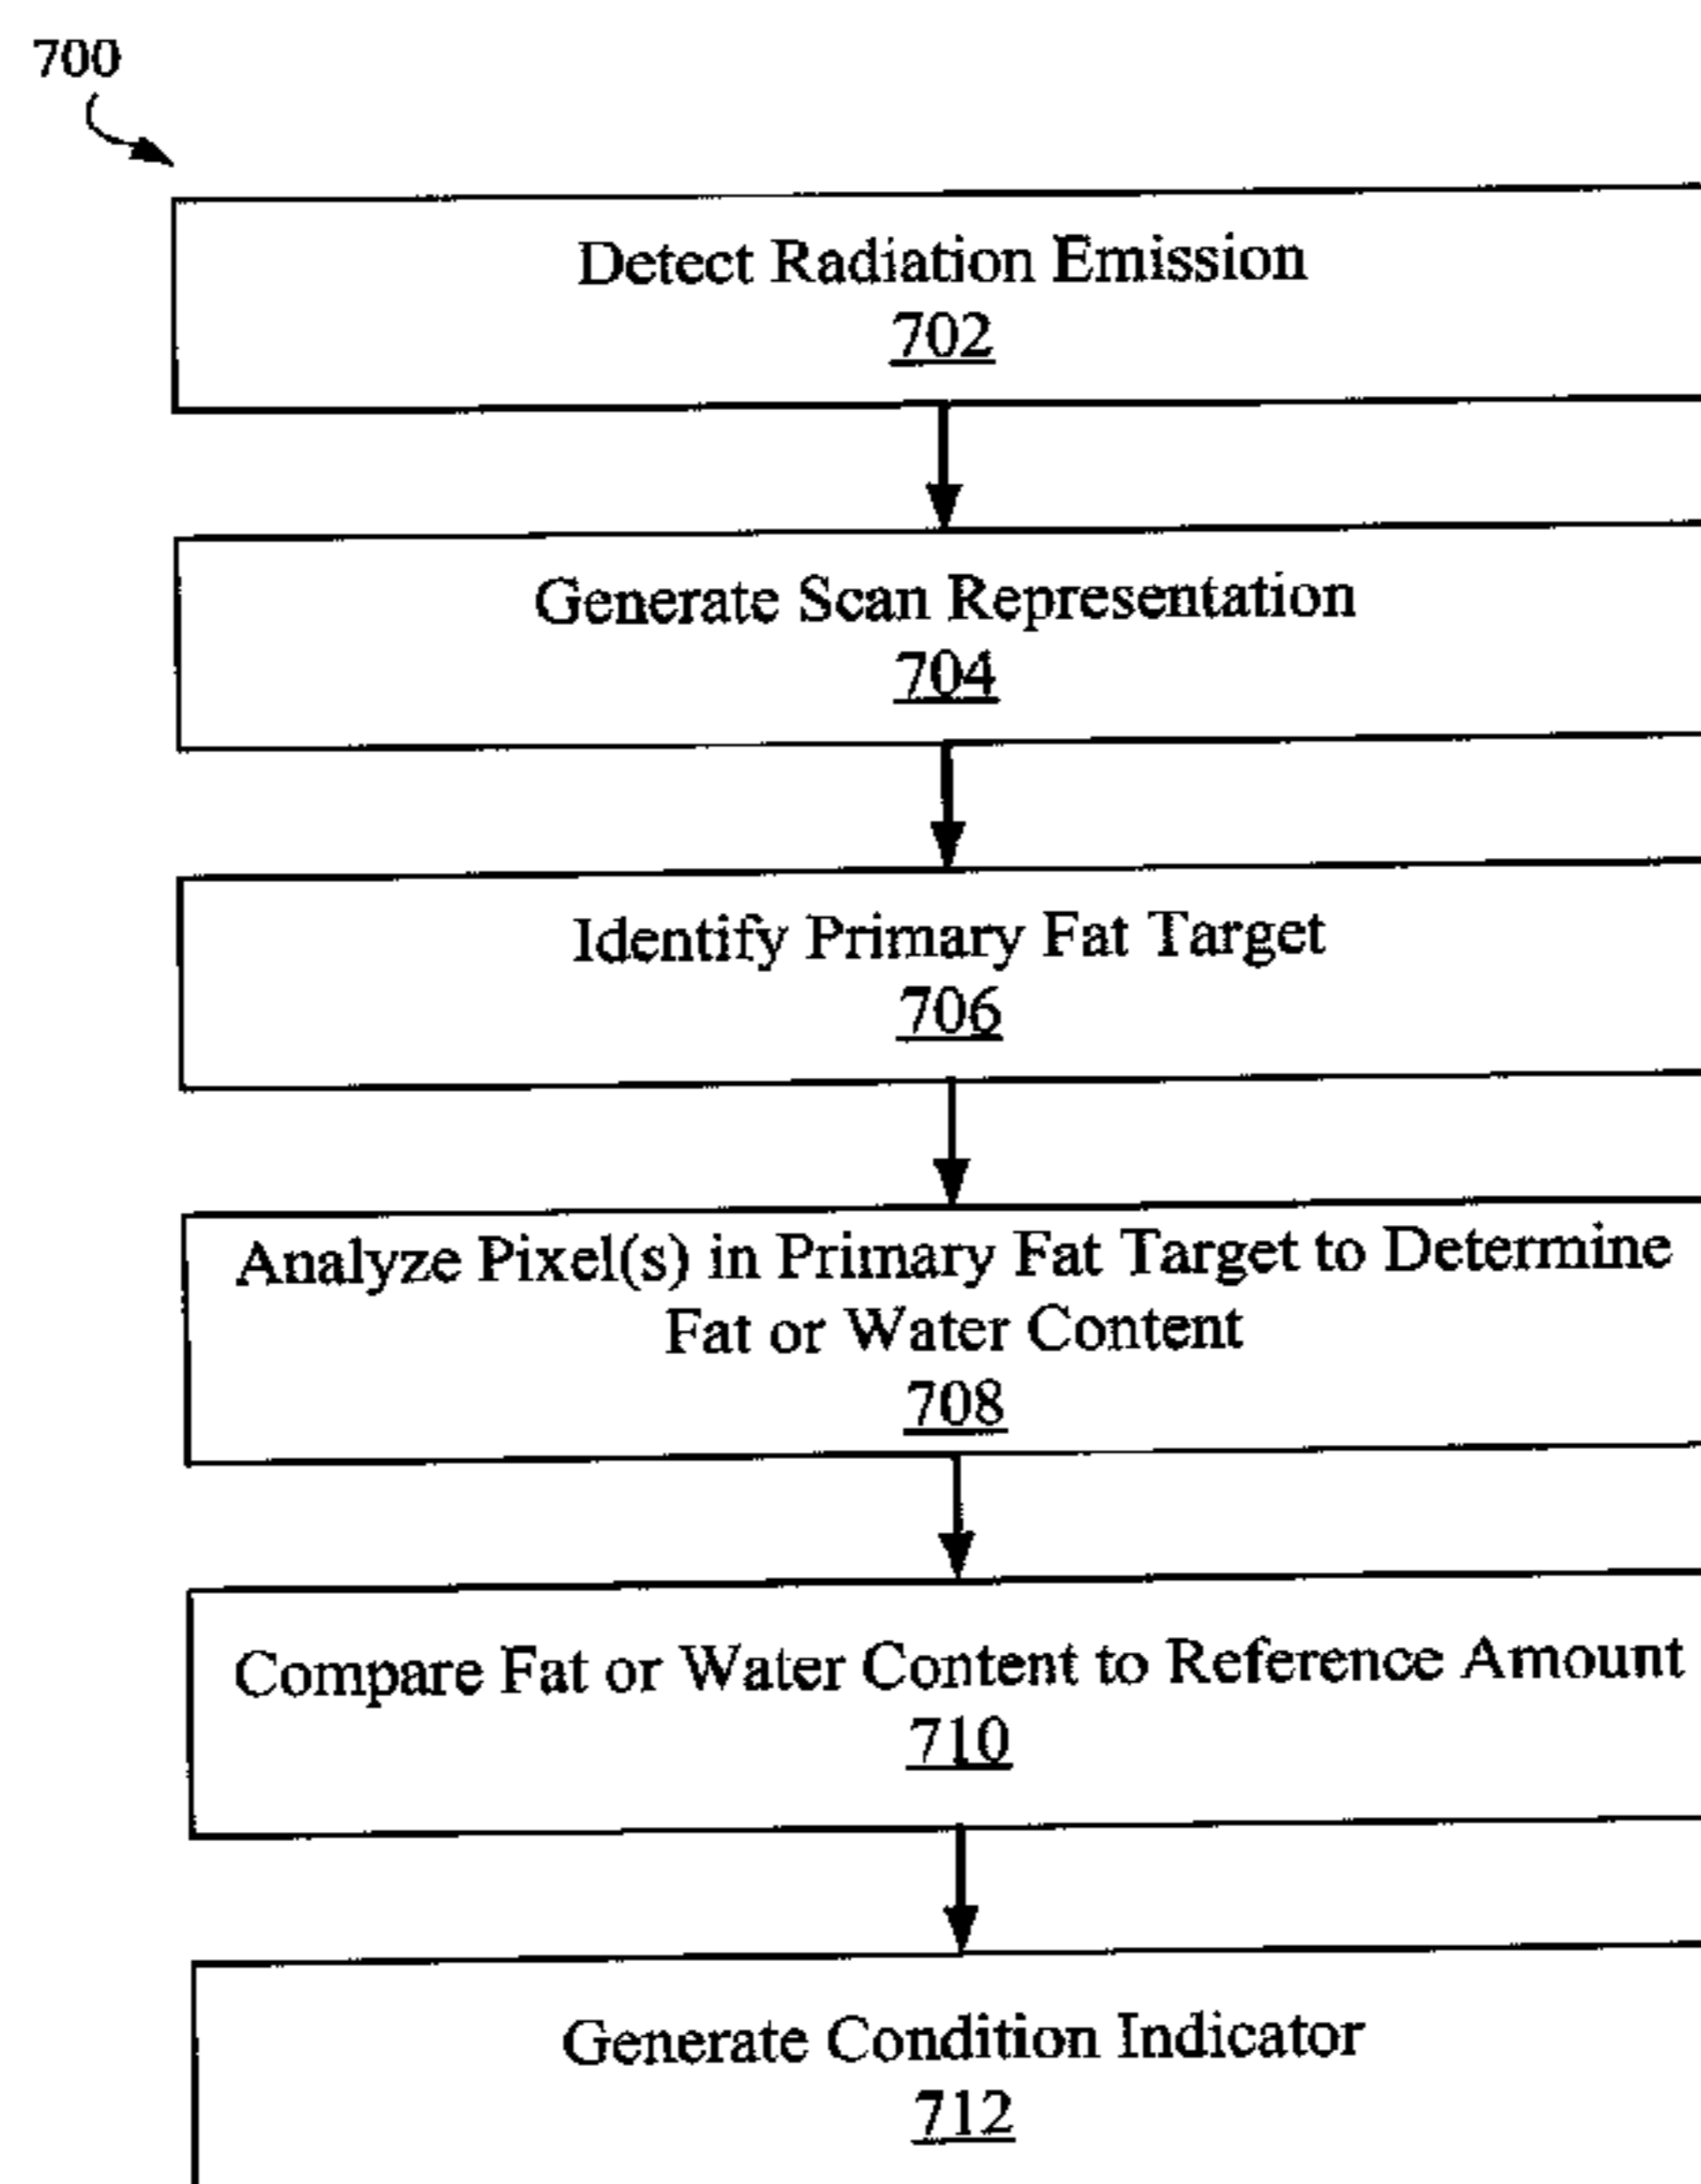 700
Detect Radiation Emission
702
Generate Scan Representation
704
Identify Primary Fat Target
706
Analyze Pixel(s) in Primary Fat Target to Determine
Fat or Water Content
708
Compare Fat or Water Content to Reference Amount
710
Generate Condition Indicator
712